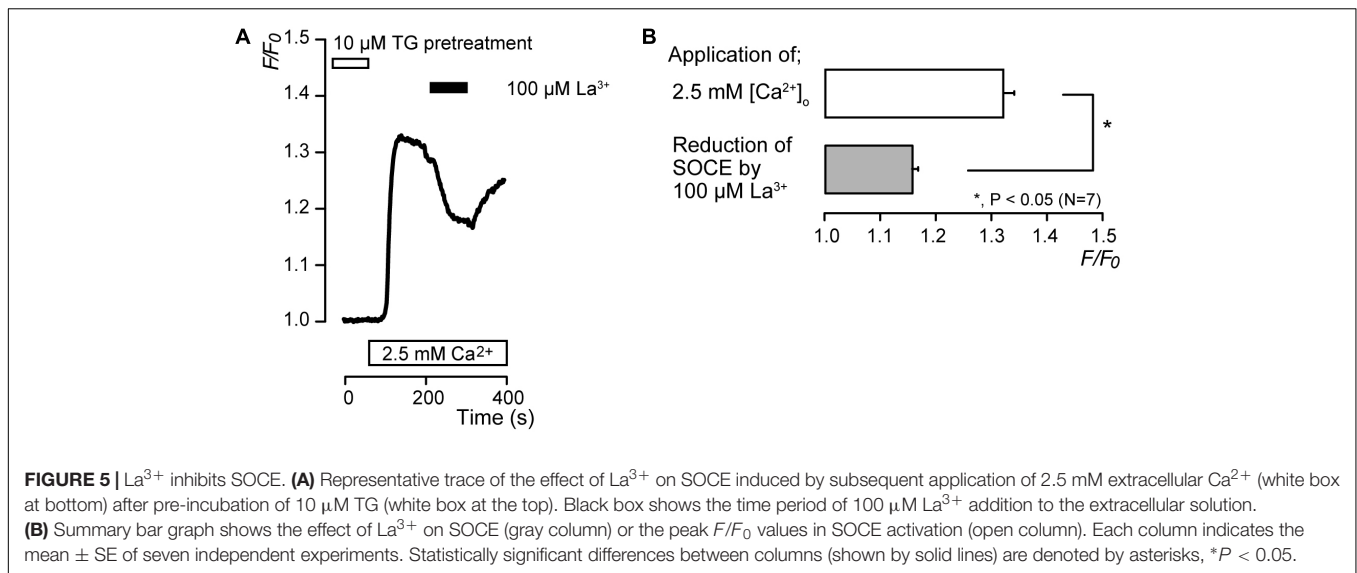 A
F/F0
1.5
1.4
1.3
1.2
1.1
1.0
10 µM TG pretreatment
100 µM La³⁺
2.5 mM Ca²⁺
0 200 400
Time (s)
B
Application of;
2.5 mM [Ca²⁺]ₒ
Reduction of
SOCE by
100 µM La³⁺
*
*, P < 0.05 (N=7)
1.0 1.1 1.2 1.3 1.4 1.5
F/F0
FIGURE 5 | La³⁺ inhibits SOCE. (A) Representative trace of the effect of La³⁺ on SOCE induced by subsequent application of 2.5 mM extracellular Ca²⁺ (white box
at bottom) after pre-incubation of 10 µM TG (white box at the top). Black box shows the time period of 100 µM La³⁺ addition to the extracellular solution.
(B) Summary bar graph shows the effect of La³⁺ on SOCE (gray column) or the peak F/F0 values in SOCE activation (open column). Each column indicates the
mean ± SE of seven independent experiments. Statistically significant differences between columns (shown by solid lines) are denoted by asterisks, *P < 0.05.